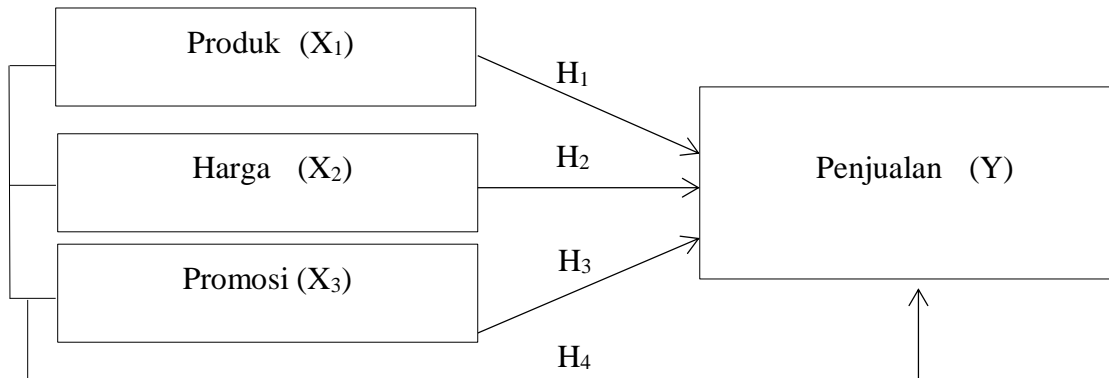 Produk (X₁)
H₁
Harga (X₂)
H₂
Penjualan (Y)
Promosi (X₃)
H₃
H₄